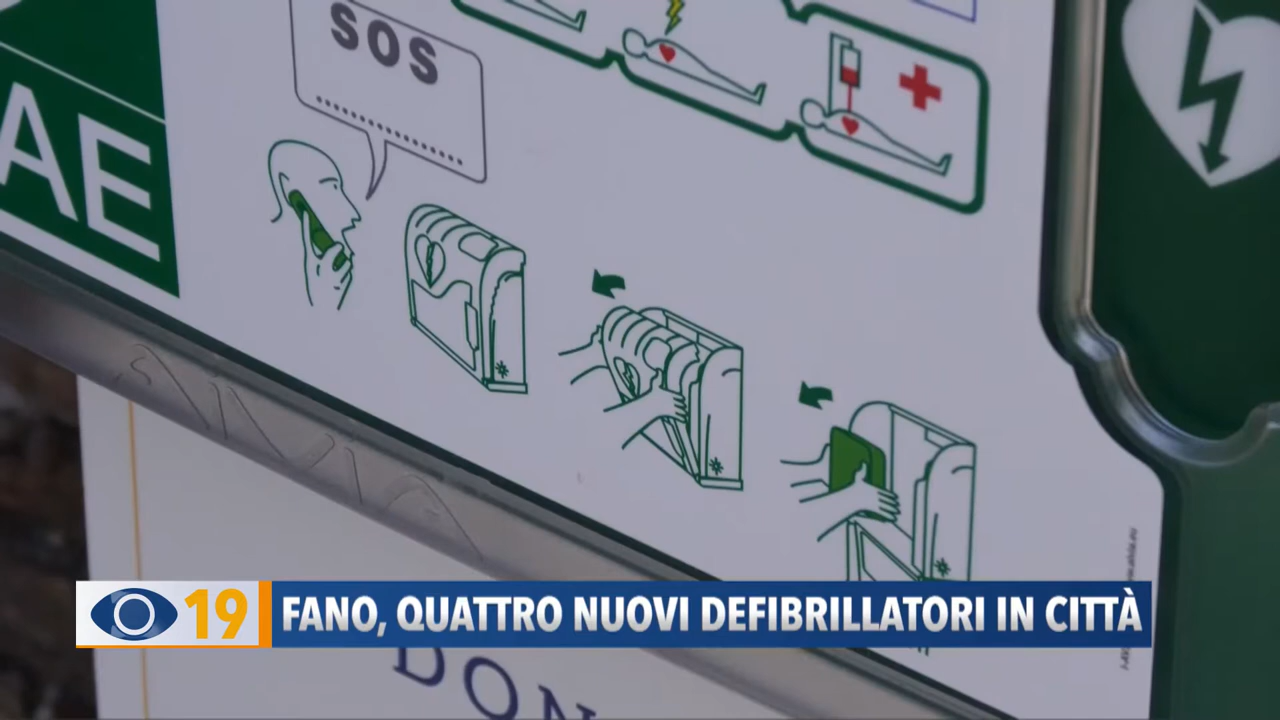 SOS
AE
19
FANO, QUATTRO NUOVI DEFIBRILLATORI IN CITTÀ
DON